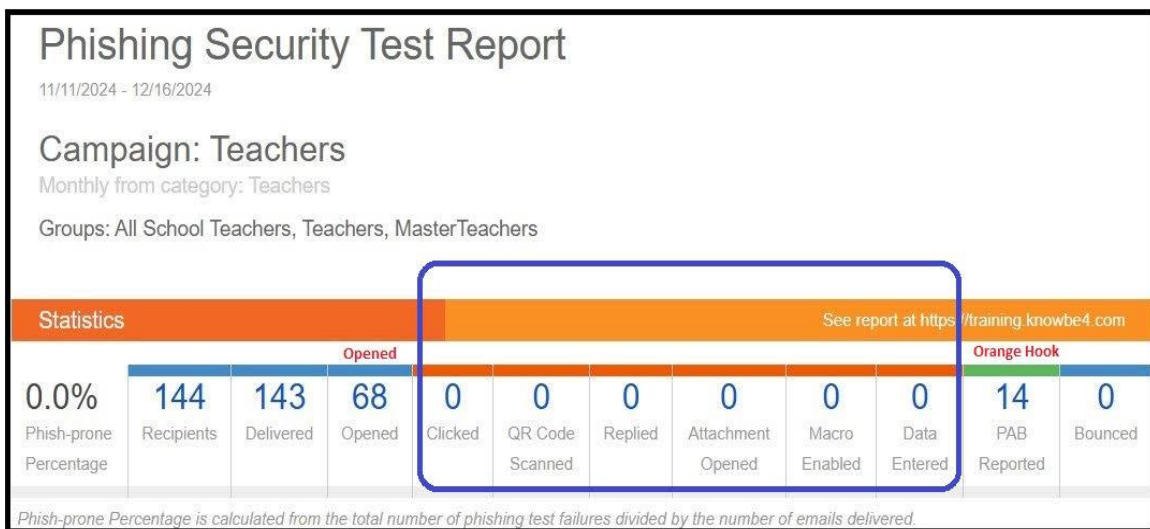 Phishing Security Test Report
11/11/2024 - 12/16/2024
Campaign: Teachers
Monthly from category: Teachers
Groups: All School Teachers, Teachers, MasterTeachers
Statistics See report at https://training.knowbe4.com
Opened Orange Hook
0.0% 144 143 68 0 0 0 0 0 0 14 0
Phish-prone Recipients Delivered Opened Clicked QR Code Replied Attachment Macro Data PAB Bounced
Percentage Scanned Opened Enabled Entered Reported
Phish-prone Percentage is calculated from the total number of phishing test failures divided by the number of emails delivered.